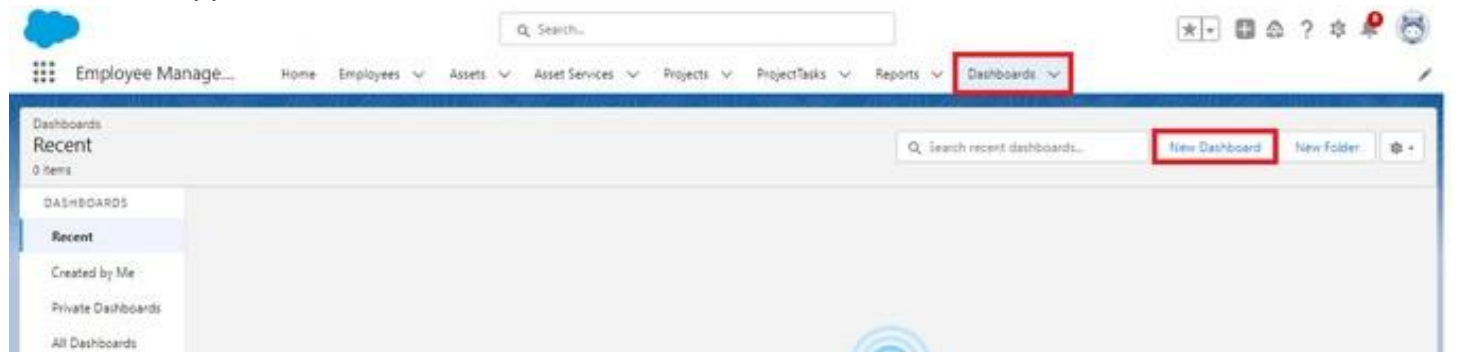 Search...
Employee Manage... Home Employees Assets Asset Services Projects ProjectTasks Reports Dashboards
Dashboards
Recent
0 items
Search recent dashboards... New Dashboard New Folder
DASHBOARDS
Recent
Created by Me
Private Dashboards
All Dashboards